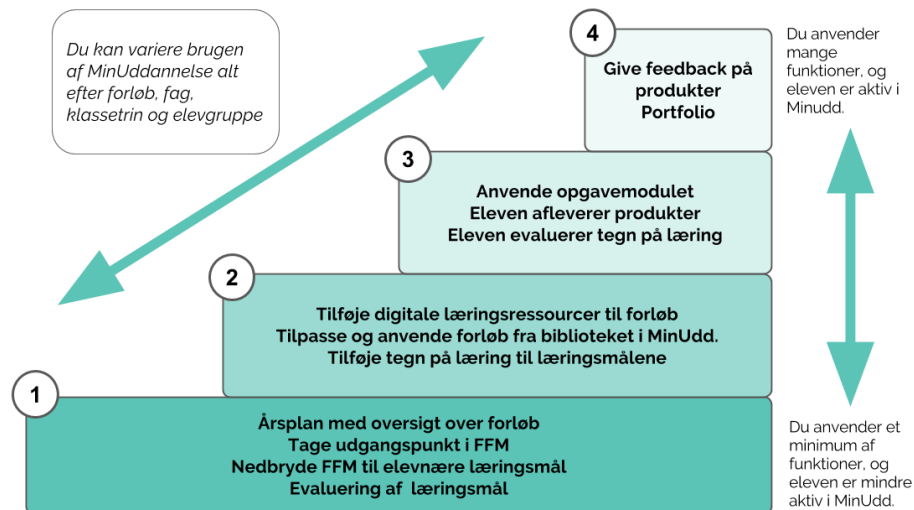 Du kan variere brugen
af MinUddannelse alt
efter forløb, fag,
klassetrin og elevgruppe
4
Give feedback på
produkter
Portfolio
Du anvender
mange
funktioner, og
eleven er aktiv i
Minudd.
3
Anvende opgavemodulet
Eleven afleverer produkter
Eleven evaluerer tegn på læring
2
Tilføje digitale læringsressourcer til forløb
Tilpasse og anvende forløb fra biblioteket i MinUdd.
Tilføje tegn på læring til læringsmålene
1
Årsplan med oversigt over forløb
Tage udgangspunkt i FFM
Nedbryde FFM til elevnære læringsmål
Evaluering af læringsmål
Du anvender et
minimum af
funktioner, og
eleven er mindre
aktiv i MinUdd.